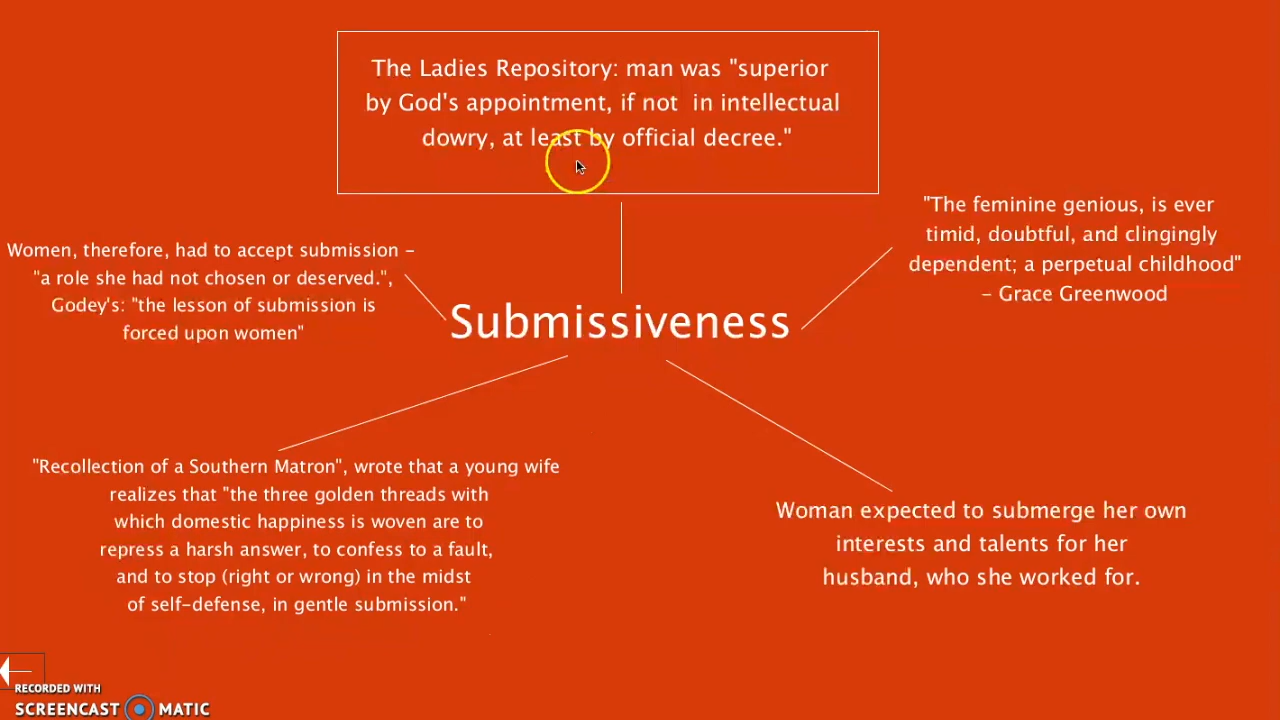 The Ladies Repository: man was "superior
by God's appointment, if not  in intellectual
dowry, at least by official decree."
"The feminine genious, is ever
timid, doubtful, and clingingly
dependent; a perpetual childhood"
- Grace Greenwood
Women, therefore, had to accept submission -
"a role she had not chosen or deserved.",
Godey's: "the lesson of submission is
forced upon women"
Submissiveness
"Recollection of a Southern Matron", wrote that a young wife
realizes that "the three golden threads with
which domestic happiness is woven are to
repress a harsh answer, to confess to a fault,
and to stop (right or wrong) in the midst
of self-defense, in gentle submission."
Woman expected to submerge her own
interests and talents for her
husband, who she worked for.
RECORDED WITH
SCREENCAST MATIC